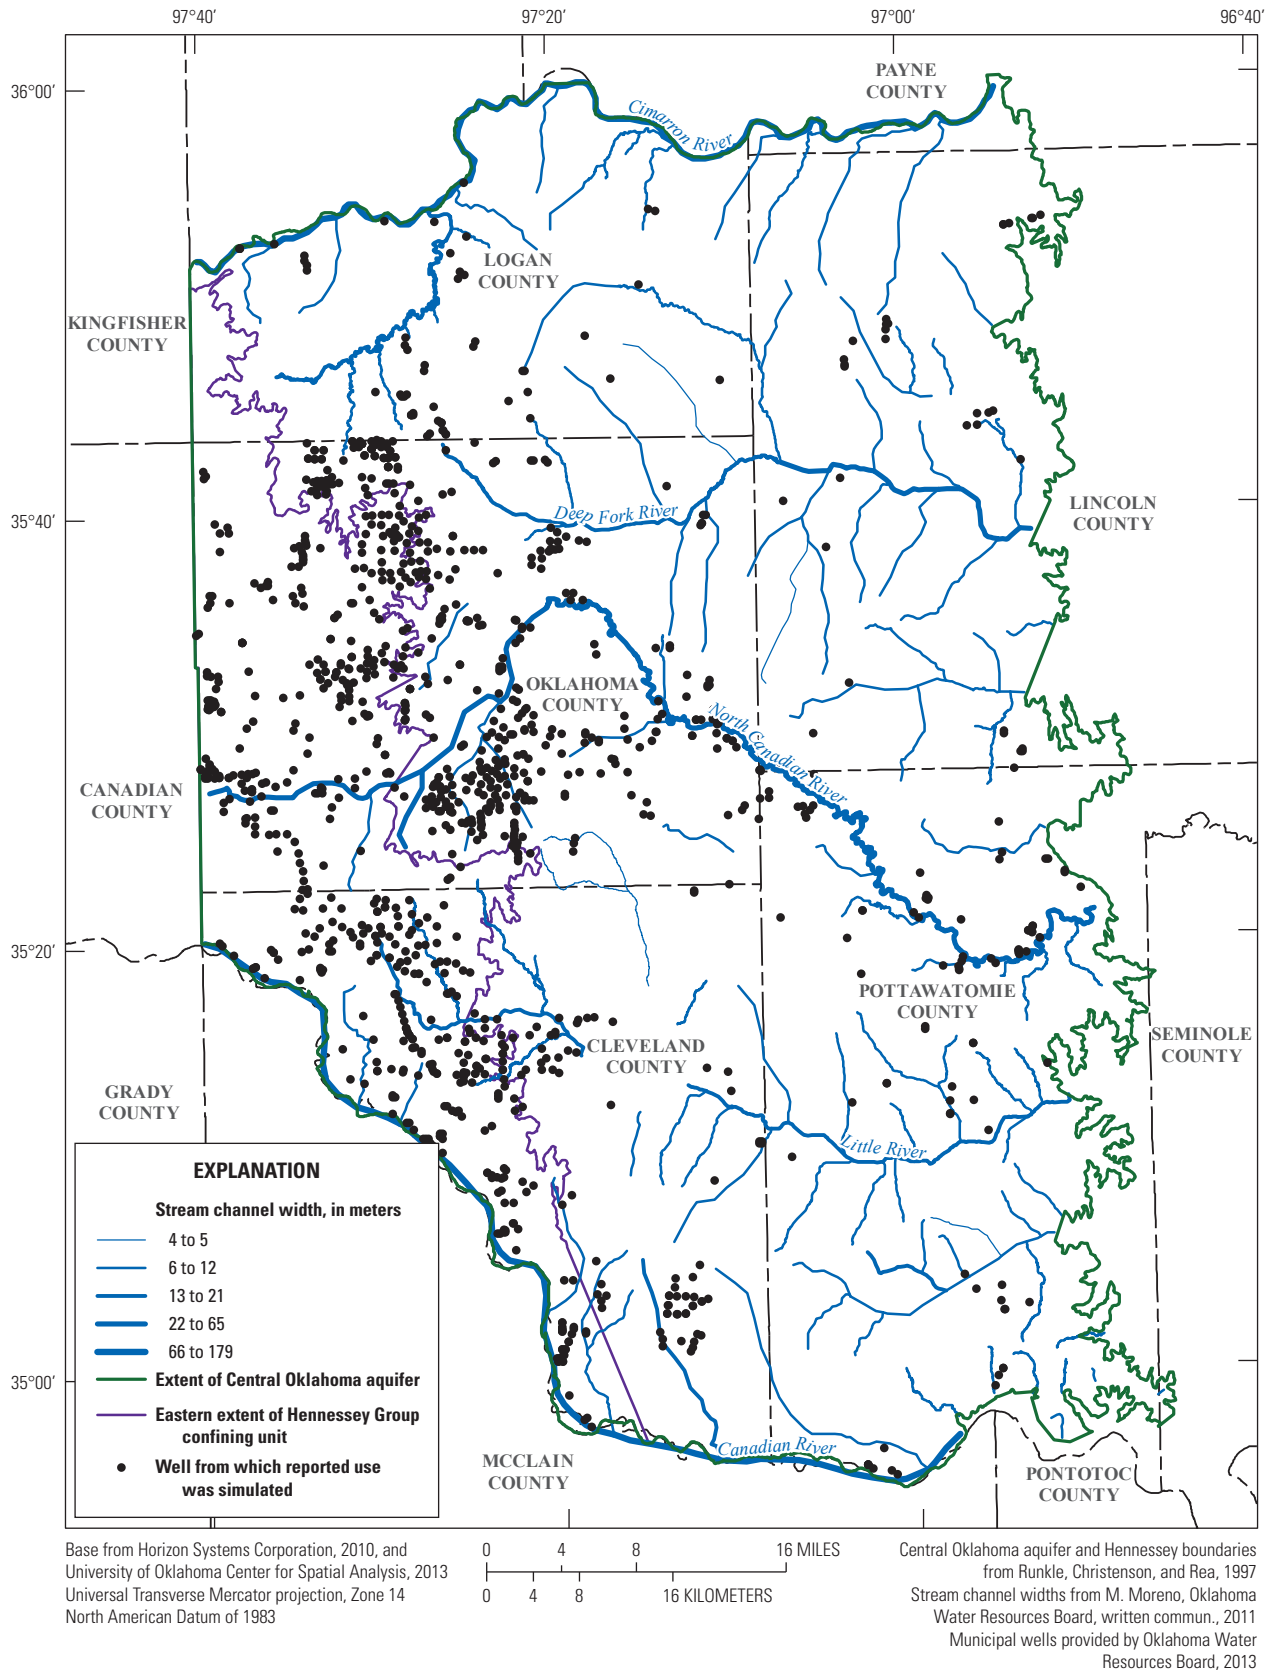 97°40′
97°20′
97°00′
96°40′
36°00′
35°40′
35°20′
35°00′
PAYNE
COUNTY
Cimarron River
LOGAN
COUNTY
KINGFISHER
COUNTY
LINCOLN
COUNTY
Deep Fork River
OKLAHOMA
COUNTY
North Canadian River
CANADIAN
COUNTY
POTTAWATOMIE
COUNTY
SEMINOLE
COUNTY
CLEVELAND
COUNTY
GRADY
COUNTY
Little River
MCCLAIN
COUNTY
Canadian River
PONTOTOC
COUNTY
EXPLANATION
Stream channel width, in meters
4 to 5
6 to 12
13 to 21
22 to 65
66 to 179
Extent of Central Oklahoma aquifer
Eastern extent of Hennessey Group
confining unit
Well from which reported use
was simulated
Base from Horizon Systems Corporation, 2010, and
University of Oklahoma Center for Spatial Analysis, 2013
Universal Transverse Mercator projection, Zone 14
North American Datum of 1983
0 4 8 16 MILES
0 4 8 16 KILOMETERS
Central Oklahoma aquifer and Hennessey boundaries
from Runkle, Christenson, and Rea, 1997
Stream channel widths from M. Moreno, Oklahoma
Water Resources Board, written commun., 2011
Municipal wells provided by Oklahoma Water
Resources Board, 2013